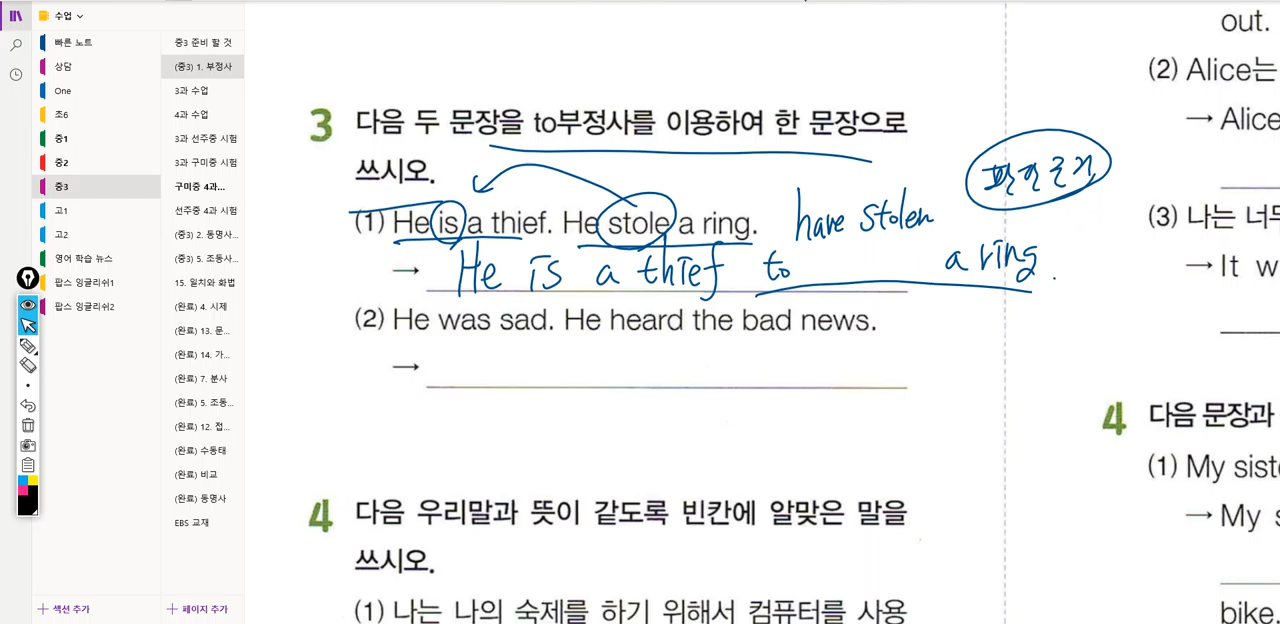 수업
빠른 노트
상담
One
초6
중1
중2
중3
고1
고2
영어 학습 뉴스
팝스 잉글리쉬1
팝스 잉글리쉬2
섹션 추가
중3 준비 할 것
(중3) 1. 부정사
3과 수업
4과 수업
3과 선주중 시험
3과 구미중 시험
구미중 4과...
선주중 4과 시험
(중3) 2. 동명사...
(중3) 5. 조동사...
15. 일치와 화법
(완료) 4. 시제
(완료) 13. 문...
(완료) 14. 가...
(완료) 7. 분사
(완료) 5. 조동...
(완료) 12. 접...
(완료) 수동태
(완료) 비교
(완료) 동명사
EBS 교재
페이지 추가
3 다음 두 문장을 to부정사를 이용하여 한 문장으로
쓰시오.
(1) He is a thief. He stole a ring.
have stolen
→ He is a thief to a ring.
(2) He was sad. He heard the bad news.
→
4 다음 우리말과 뜻이 같도록 빈칸에 알맞은 말을
쓰시오.
(1) 나는 나의 숙제를 하기 위해서 컴퓨터를 사용
out.
(2) Alice는
→ Alice
(3) 나는 너무
→ It w
4 다음 문장과
(1) My siste
→ My s
bike.